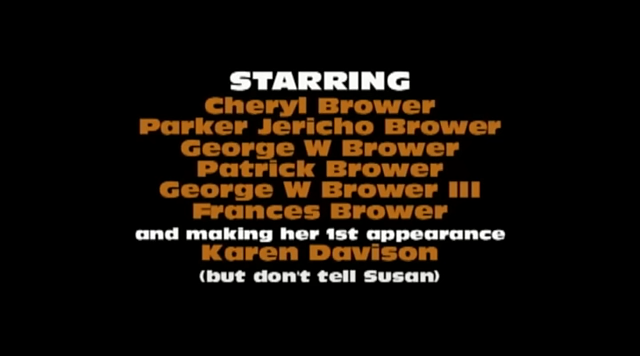 STARRING
Cheryl Brower
Parker Jericho Brower
George W Brower
Patrick Brower
George W Brower III
Frances Brower
and making her 1st appearance
Karen Davison
(but don't tell Susan)